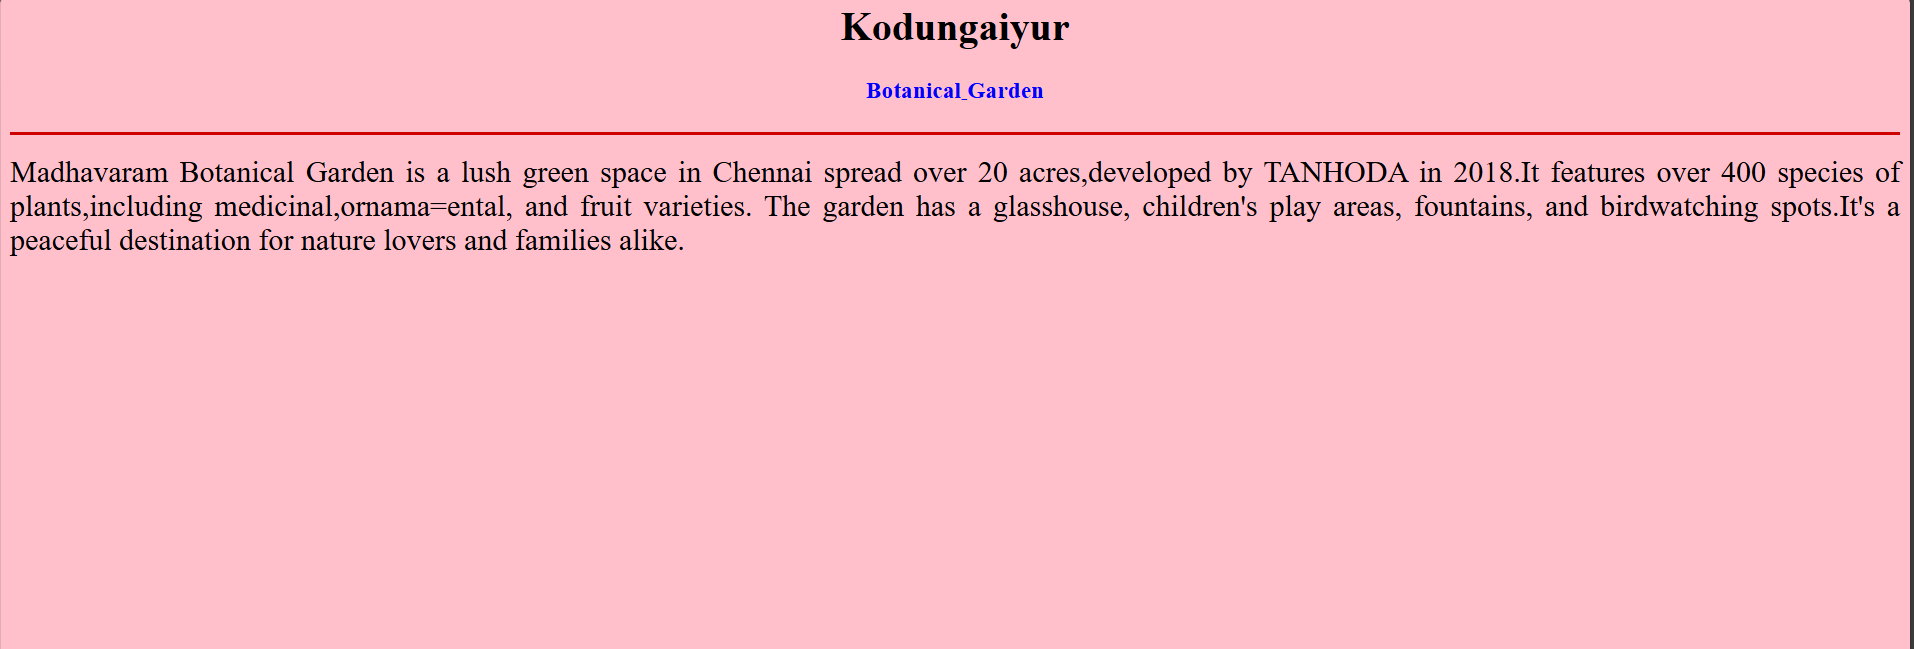 Kodungaiyur
Botanical_Garden
Madhavaram Botanical Garden is a lush green space in Chennai spread over 20 acres,developed by TANHODA in 2018.It features over 400 species of
plants,including medicinal,ornama=ental, and fruit varieties. The garden has a glasshouse, children's play areas, fountains, and birdwatching spots.It's a
peaceful destination for nature lovers and families alike.